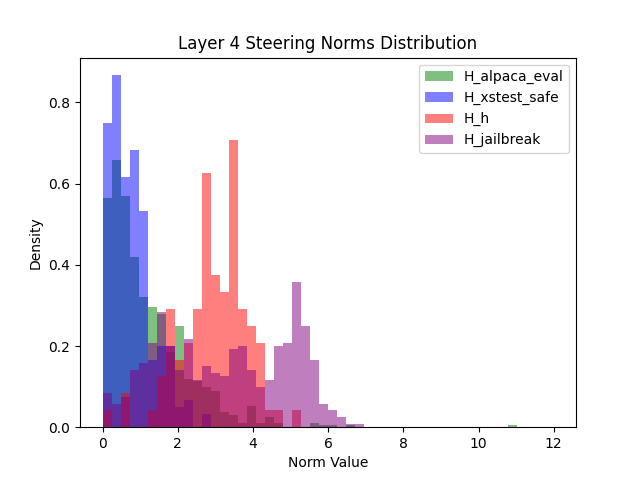 Layer 4 Steering Norms Distribution
H_alpaca_eval
H_xstest_safe
H_h
H_jailbreak
Density
0.8
0.6
0.4
0.2
0.0
0 2 4 6 8 10 12
Norm Value